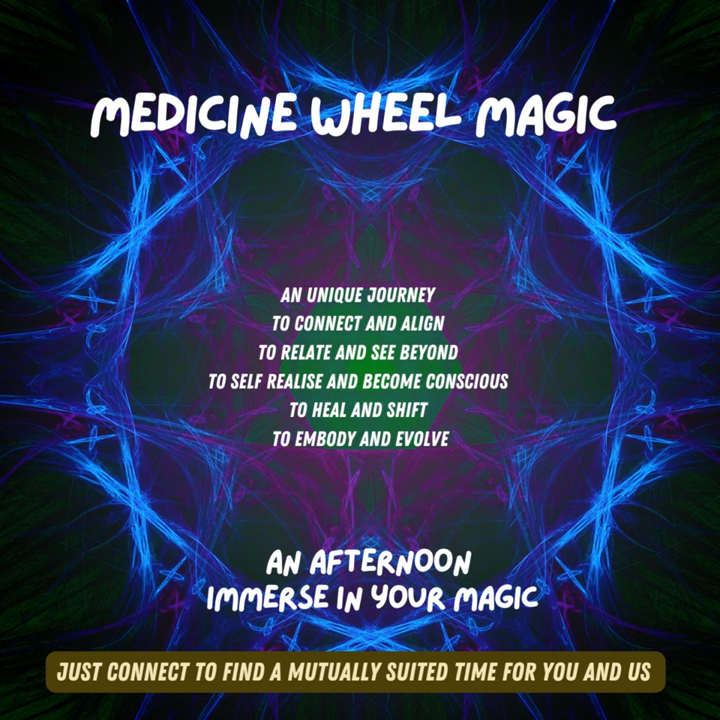 MEDICINE WHEEL MAGIC
AN UNIQUE JOURNEY
TO CONNECT AND ALIGN
TO RELATE AND SEE BEYOND
TO SELF REALISE AND BECOME CONSCIOUS
TO HEAL AND SHIFT
TO EMBODY AND EVOLVE
AN AFTERNOON
IMMERSE IN YOUR MAGIC
JUST CONNECT TO FIND A MUTUALLY SUITED TIME FOR YOU AND US